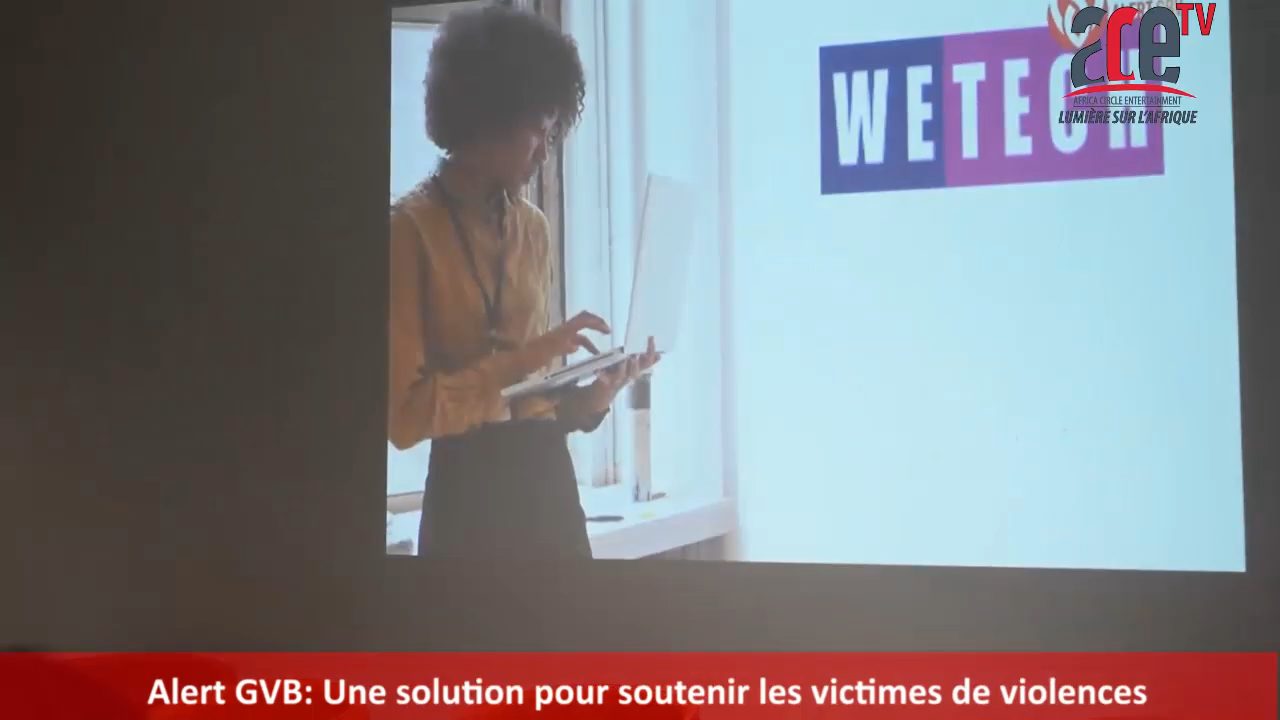 ace TV
AFRICA CIRCLE ENTERTAINMENT
LUMIÈRE SUR L'AFRIQUE
WETECH
Alert GVB: Une solution pour soutenir les victimes de violences